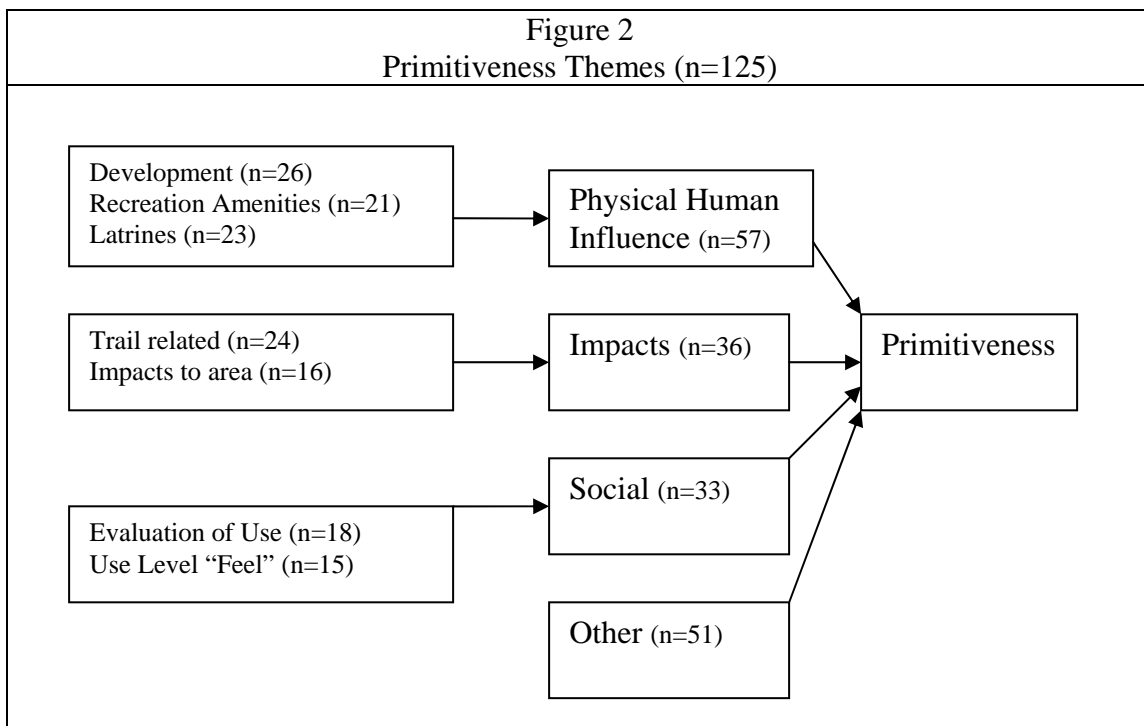 Figure 2
Primitiveness Themes (n=125)
Development (n=26)
Recreation Amenities (n=21)
Latrines (n=23)
Physical Human
Influence (n=57)
Trail related (n=24)
Impacts to area (n=16)
Impacts (n=36)
Primitiveness
Evaluation of Use (n=18)
Use Level “Feel” (n=15)
Social (n=33)
Other (n=51)